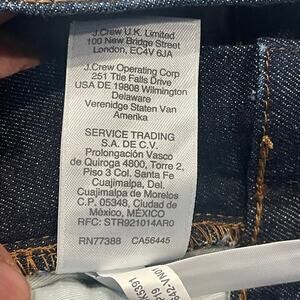 J.Crew U.K. Limited
100 New Bridge Street
London, EC4V 6JA
J.Crew Operating Corp
251 Ttle Falls Drive
USA DE 19808 Wilmington
Delaware
Verenidge Staten Van
Amerika
SERVICE TRADING
S.A. DE C.V.
Prolongación Vasco
de Quiroga 4800, Torre 2,
Piso 3 Col. Santa Fe
Cuajimalpa, Del.
Cuajimalpa de Morelos
C.P. 05348, Ciudad de
México, MÉXICO
RFC: STR921014AR0
RN77388 CA56445